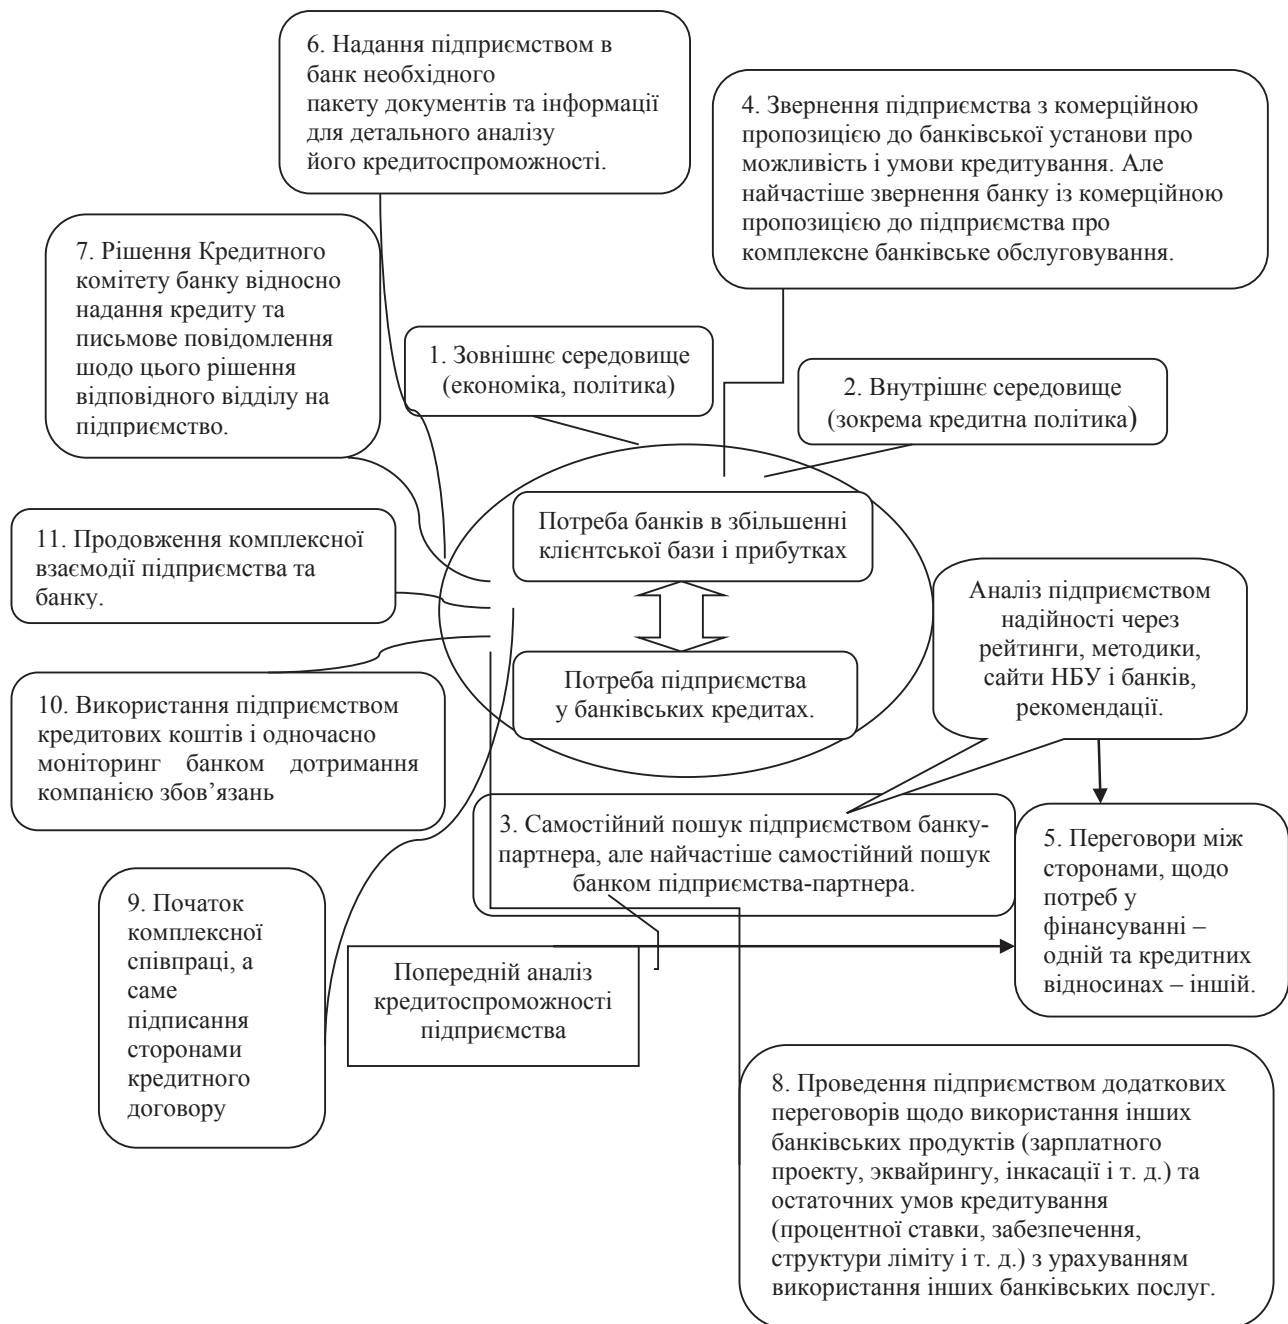 6. Надання підприємством в
банк необхідного
пакету документів та інформації
для детального аналізу
його кредитоспроможності.
4. Звернення підприємства з комерційною
пропозицією до банківської установи про
можливість і умови кредитування. Але
найчастіше звернення банку із комерційною
пропозицією до підприємства про
комплексне банківське обслуговування.
7. Рішення Кредитного
комітету банку відносно
надання кредиту та
письмове повідомлення
щодо цього рішення
відповідного відділу на
підприємство.
1. Зовнішнє середовище
(економіка, політика)
2. Внутрішнє середовище
(зокрема кредитна політика)
Потреба банків в збільшенні
клієнтської бази і прибутках
11. Продовження комплексної
взаємодії підприємства та
банку.
Аналіз підприємством
надійності через
рейтинги, методики,
сайти НБУ і банків,
рекомендації.
Потреба підприємства
у банківських кредитах.
10. Використання підприємством
кредитових коштів і одночасно
моніторинг банком дотримання
компанією збов’язань
3. Самостійний пошук підприємством банку-
партнера, але найчастіше самостійний пошук
банком підприємства-партнера.
5. Переговори між
сторонами, щодо
потреб у
фінансуванні –
одній та кредитних
відносинах – іншій.
9. Початок
комплексної
співпраці, а
саме
підписання
сторонами
кредитного
договору
Попередній аналіз
кредитоспроможності
підприємства
8. Проведення підприємством додаткових
переговорів щодо використання інших
банківських продуктів (зарплатного
проекту, эквайрингу, інкасації і т. д.) та
остаточних умов кредитування
(процентної ставки, забезпечення,
структури ліміту і т. д.) з урахуванням
використання інших банківських послуг.